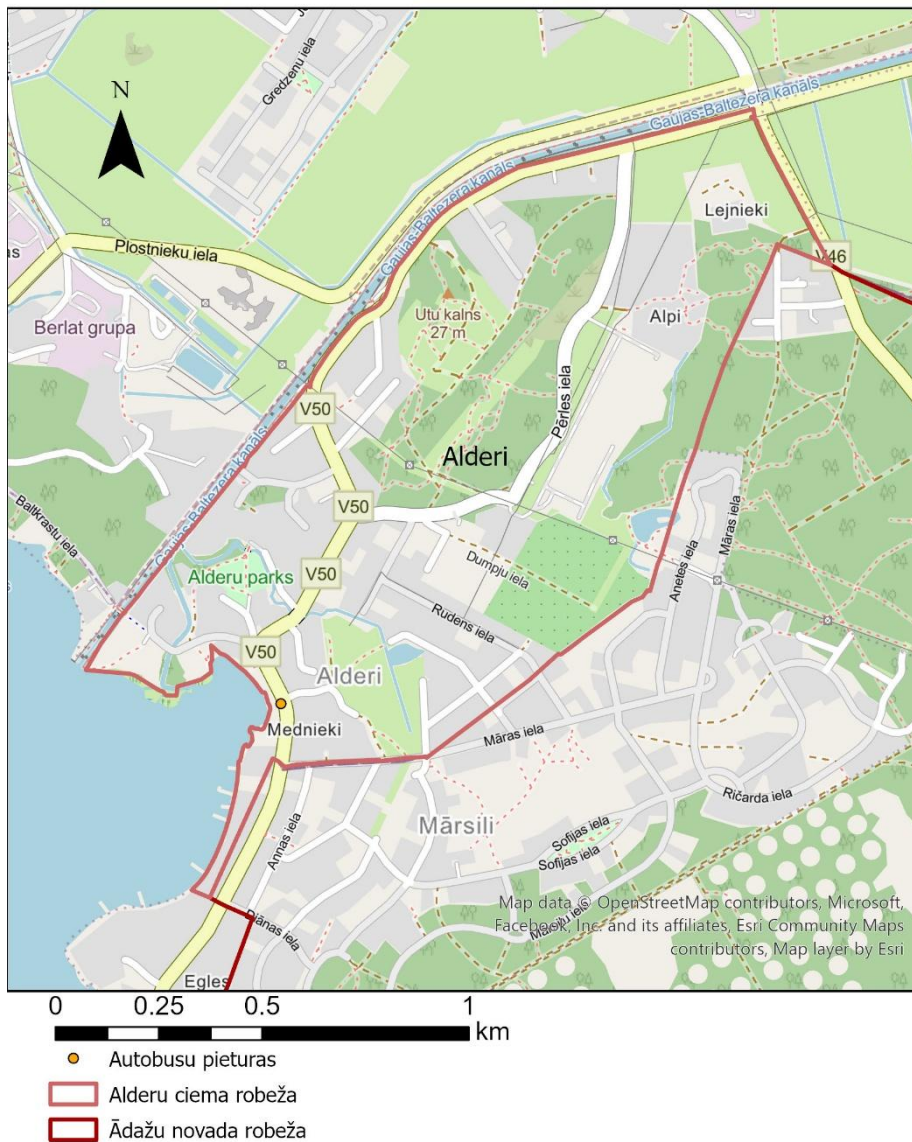 Gredzenu iela
N
Gaujas-Baltezera kanāls
Gaujas-Baltezera kanāls
Lejnieki
as
Plostnieku iela
V46
Utu kalns
27 m
Alpi
Berlat grupa
Pērles iela
V50
Alderi
Gaujas-Baltezera kanāls
Baltkrastu iela
V50
Māras iela
Anetes iela
Alderu parks
V50
Dumpju iela
Rudens iela
V50
Alderi
Mednieki
Māras iela
Ričarda iela
Annas iela
Mārsili
Sofijas iela
Sofijas iela
Diānas iela
Mārsiļu iela
Egles
Map data © OpenStreetMap contributors, Microsoft,
Facebook, Inc. and its affiliates, Esri Community Maps
contributors, Map layer by Esri
0 0.25 0.5 1
km
Autobusu pieturas
Alderu ciema robeža
Ādažu novada robeža